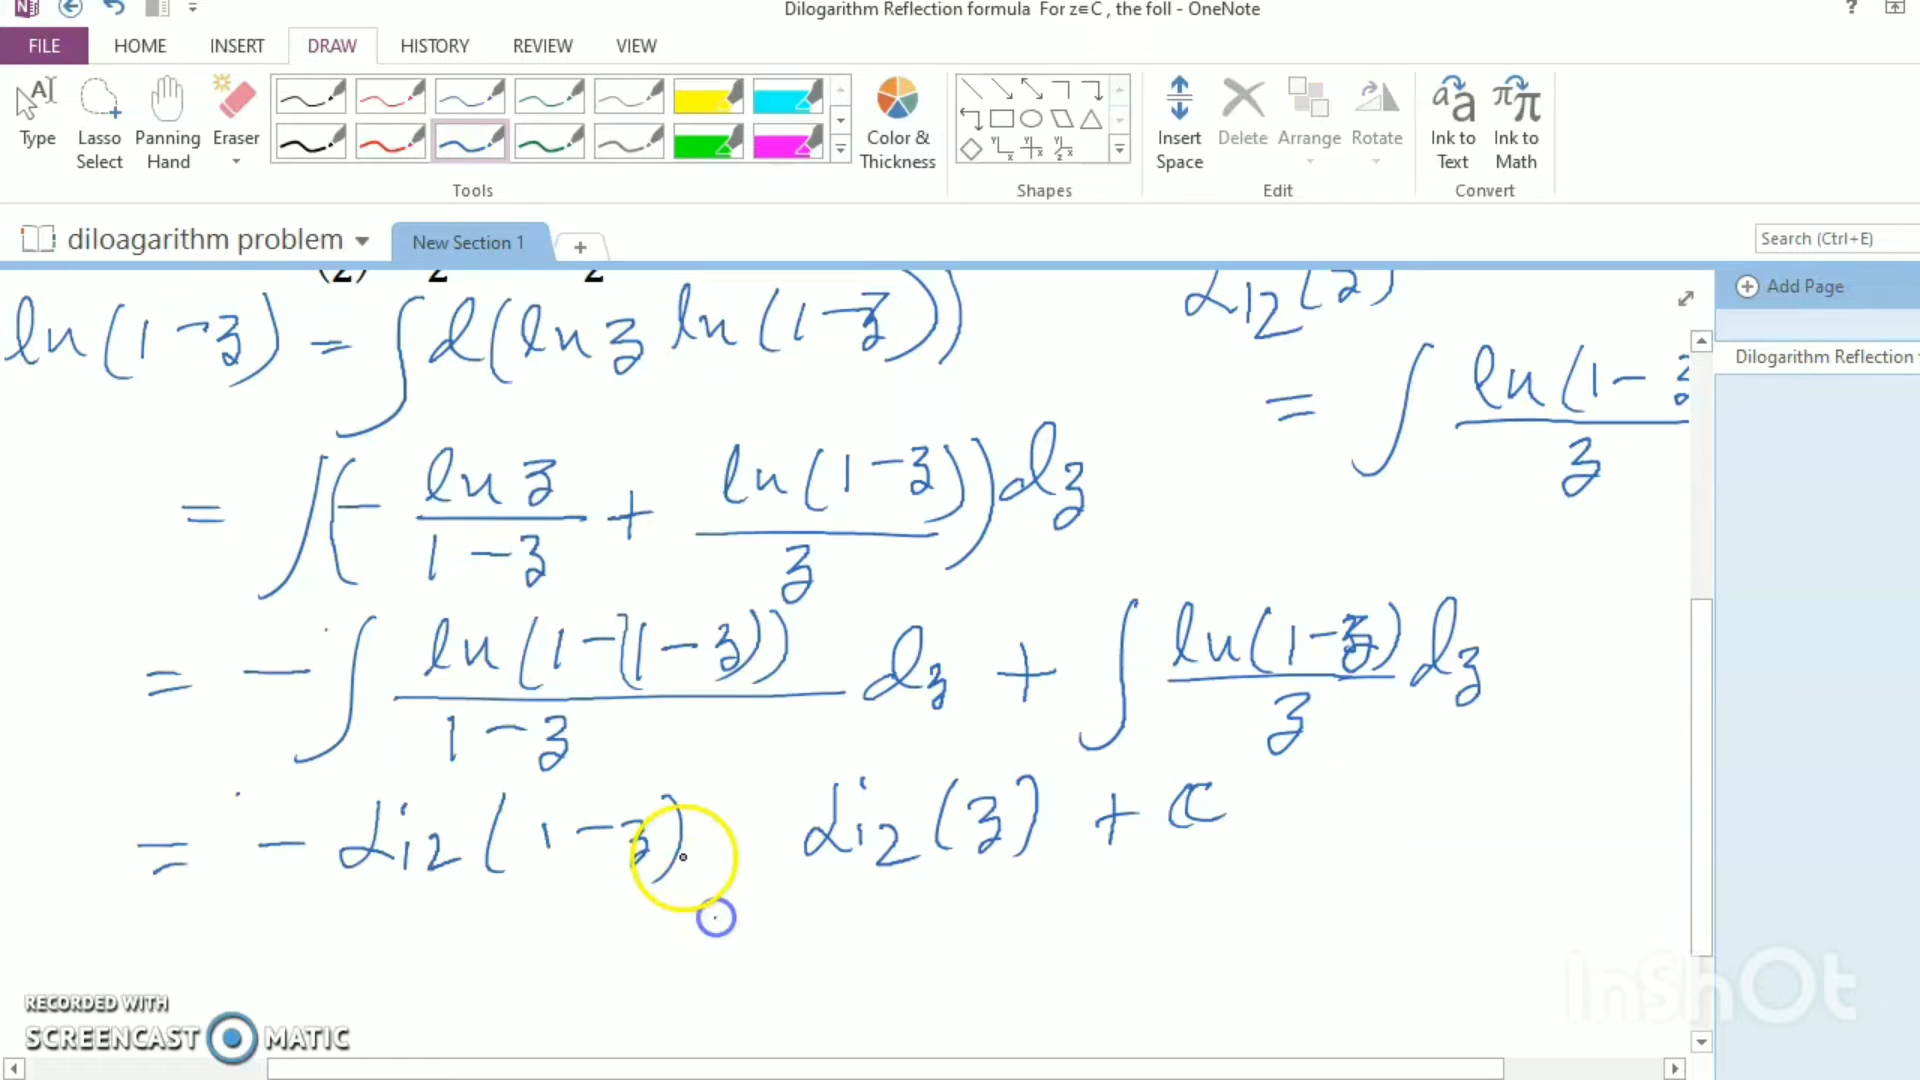 Dilogarithm Reflection formula For z∈C , the foll - OneNote
?
FILE HOME INSERT DRAW HISTORY REVIEW VIEW
Type
Lasso Select
Panning Hand
Eraser
Color & Thickness
Insert Space
Delete
Arrange
Rotate
Ink to Text
Ink to Math
Tools
Shapes
Edit
Convert
diloagarithm problem
New Section 1
+
Search (Ctrl+E)
Add Page
Dilogarithm Reflection
(2) 2 2
Li2(z)
ln(1-z) = ∫d(ln z ln(1-z))
= ∫ ln(1-z / z
= ∫(- ln z / 1-z + ln(1-z) / z) dz
= -∫ ln(1-(1-z)) / 1-z dz + ∫ ln(1-z) / z dz
= - Li2(1-z) Li2(z) + C
RECORDED WITH
SCREENCAST MATIC
InShOt